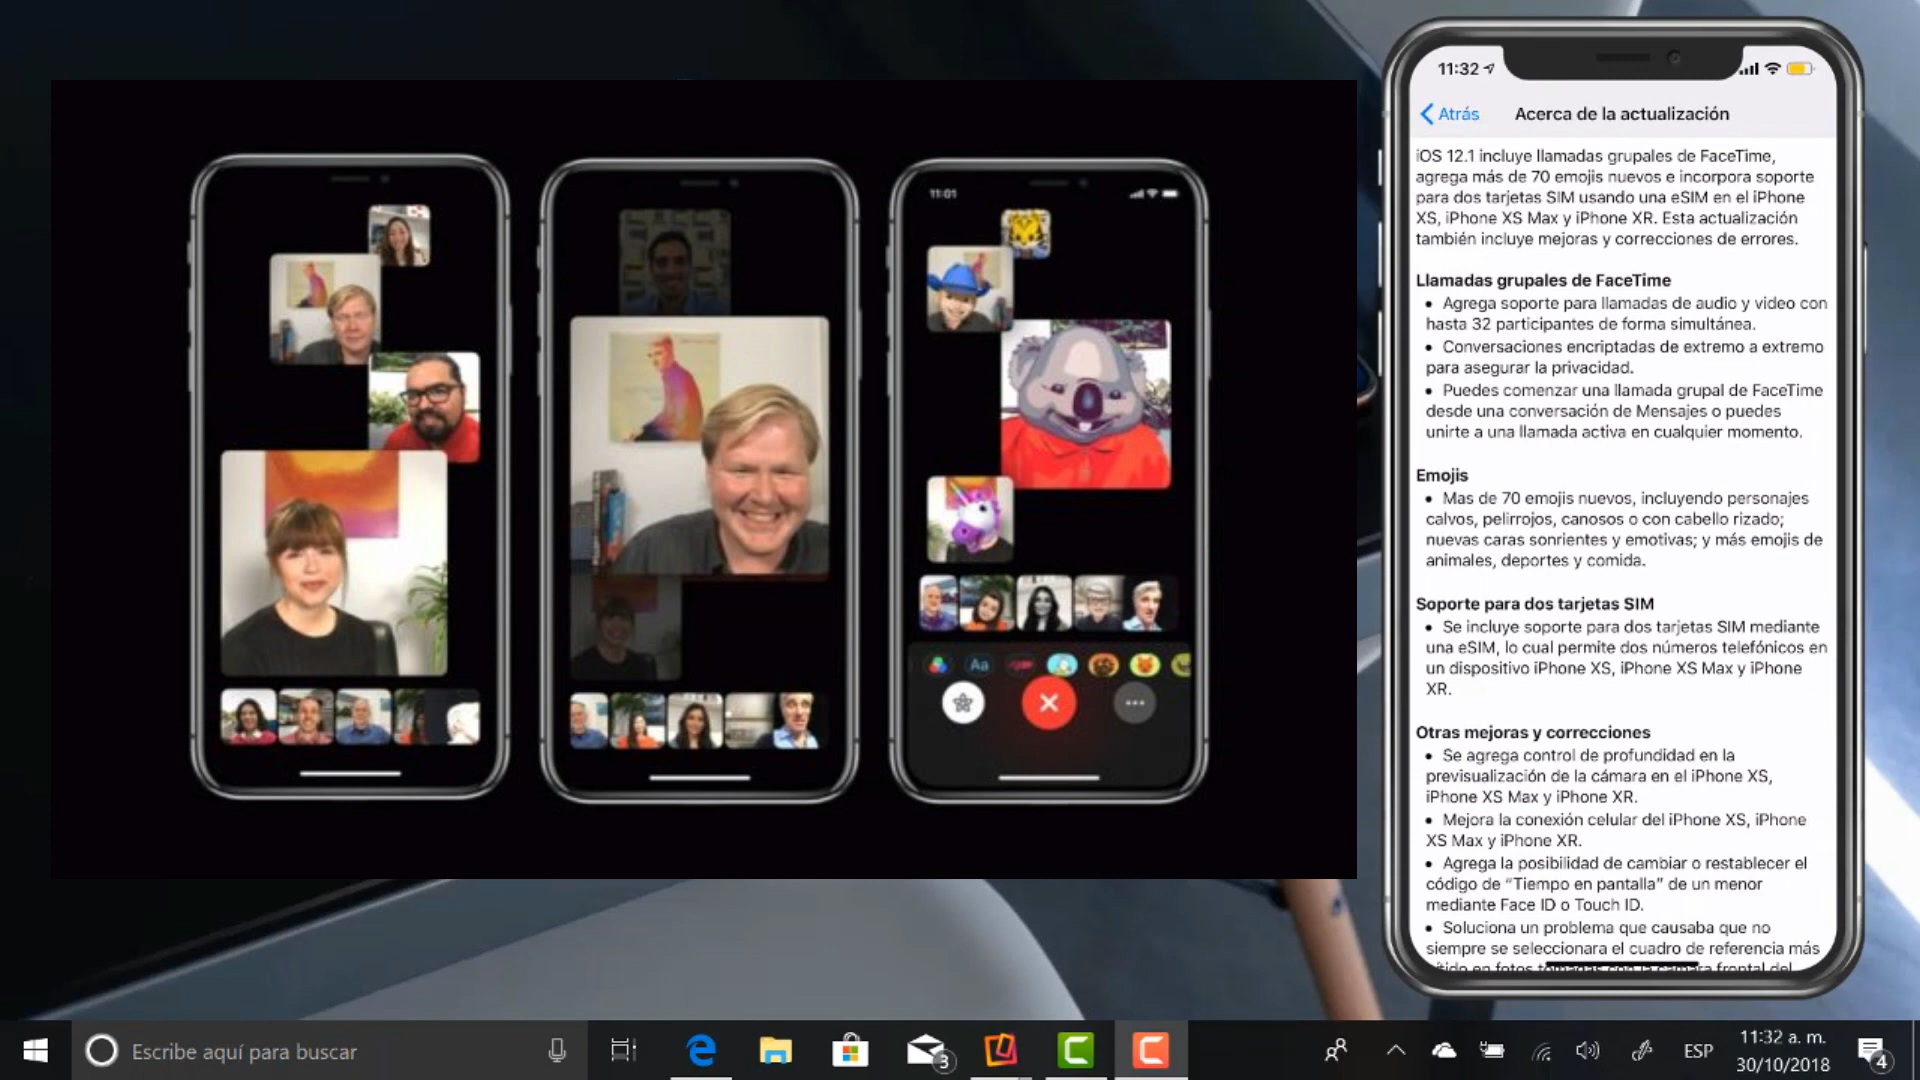 11:01
Aa
11:32
Atrás
Acerca de la actualización
iOS 12.1 incluye llamadas grupales de FaceTime,
agrega más de 70 emojis nuevos e incorpora soporte
para dos tarjetas SIM usando una eSIM en el iPhone
XS, iPhone XS Max y iPhone XR. Esta actualización
también incluye mejoras y correcciones de errores.
Llamadas grupales de FaceTime
• Agrega soporte para llamadas de audio y video con
hasta 32 participantes de forma simultánea.
• Conversaciones encriptadas de extremo a extremo
para asegurar la privacidad.
• Puedes comenzar una llamada grupal de FaceTime
desde una conversación de Mensajes o puedes
unirte a una llamada activa en cualquier momento.
Emojis
• Mas de 70 emojis nuevos, incluyendo personajes
calvos, pelirrojos, canosos o con cabello rizado;
nuevas caras sonrientes y emotivas; y más emojis de
animales, deportes y comida.
Soporte para dos tarjetas SIM
• Se incluye soporte para dos tarjetas SIM mediante
una eSIM, lo cual permite dos números telefónicos en
un dispositivo iPhone XS, iPhone XS Max y iPhone
XR.
Otras mejoras y correcciones
• Se agrega control de profundidad en la
previsualización de la cámara en el iPhone XS,
iPhone XS Max y iPhone XR.
• Mejora la conexión celular del iPhone XS, iPhone
XS Max y iPhone XR.
• Agrega la posibilidad de cambiar o restablecer el
código de “Tiempo en pantalla” de un menor
mediante Face ID o Touch ID.
• Soluciona un problema que causaba que no
siempre se seleccionara el cuadro de referencia más
en fotos tomadas con la cámara frontal del
Escribe aquí para buscar
3
ESP
11:32 a. m.
30/10/2018
4